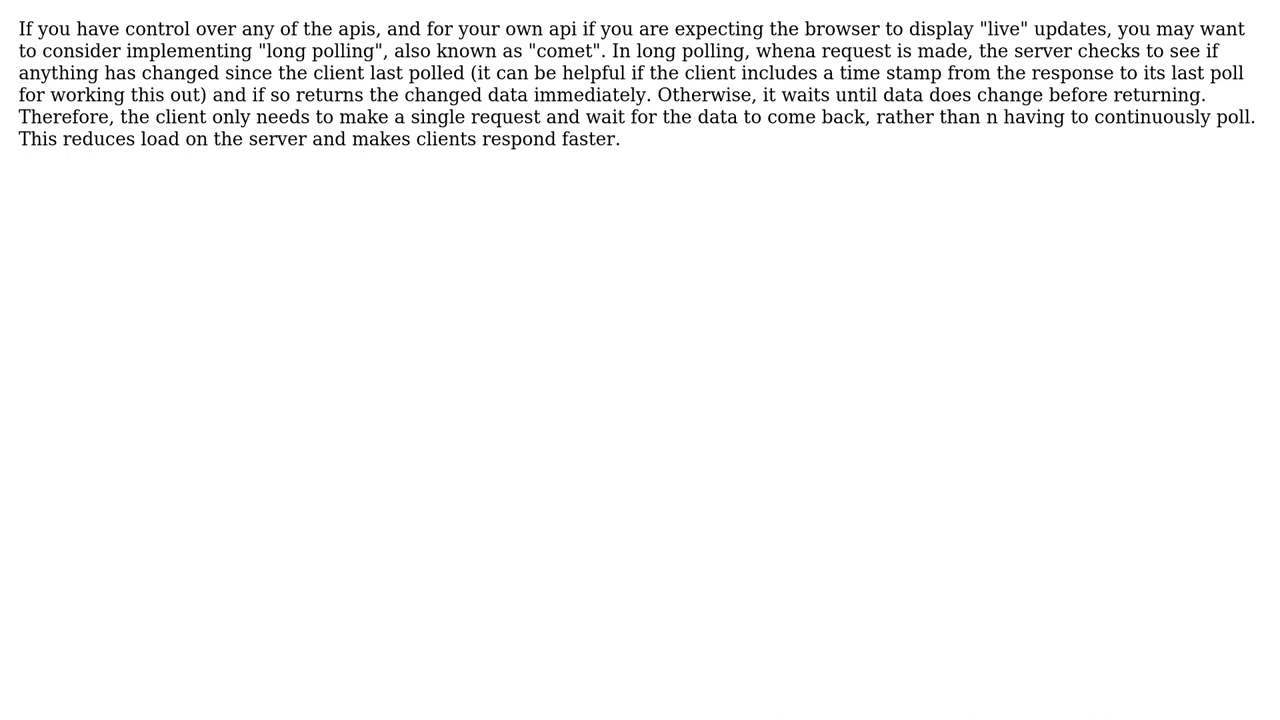 If you have control over any of the apis, and for your own api if you are expecting the browser to display "live" updates, you may want
to consider implementing "long polling", also known as "comet". In long polling, whena request is made, the server checks to see if
anything has changed since the client last polled (it can be helpful if the client includes a time stamp from the response to its last poll
for working this out) and if so returns the changed data immediately. Otherwise, it waits until data does change before returning.
Therefore, the client only needs to make a single request and wait for the data to come back, rather than n having to continuously poll.
This reduces load on the server and makes clients respond faster.